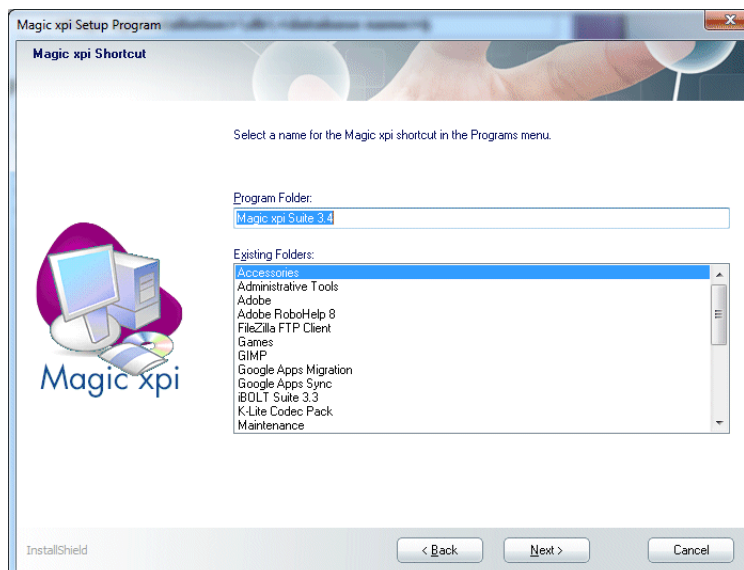 Magic xpi Setup Program
Magic xpi Shortcut
Select a name for the Magic xpi shortcut in the Programs menu.
Program Folder:
Magic xpi Suite 3.4
Existing Folders:
Accessories
Administrative Tools
Adobe
Adobe RoboHelp 8
FileZilla FTP Client
Games
GIMP
Google Apps Migration
Google Apps Sync
iBOLT Suite 3.3
K-Lite Codec Pack
Maintenance
Magic xpi
InstallShield
< Back
Next >
Cancel